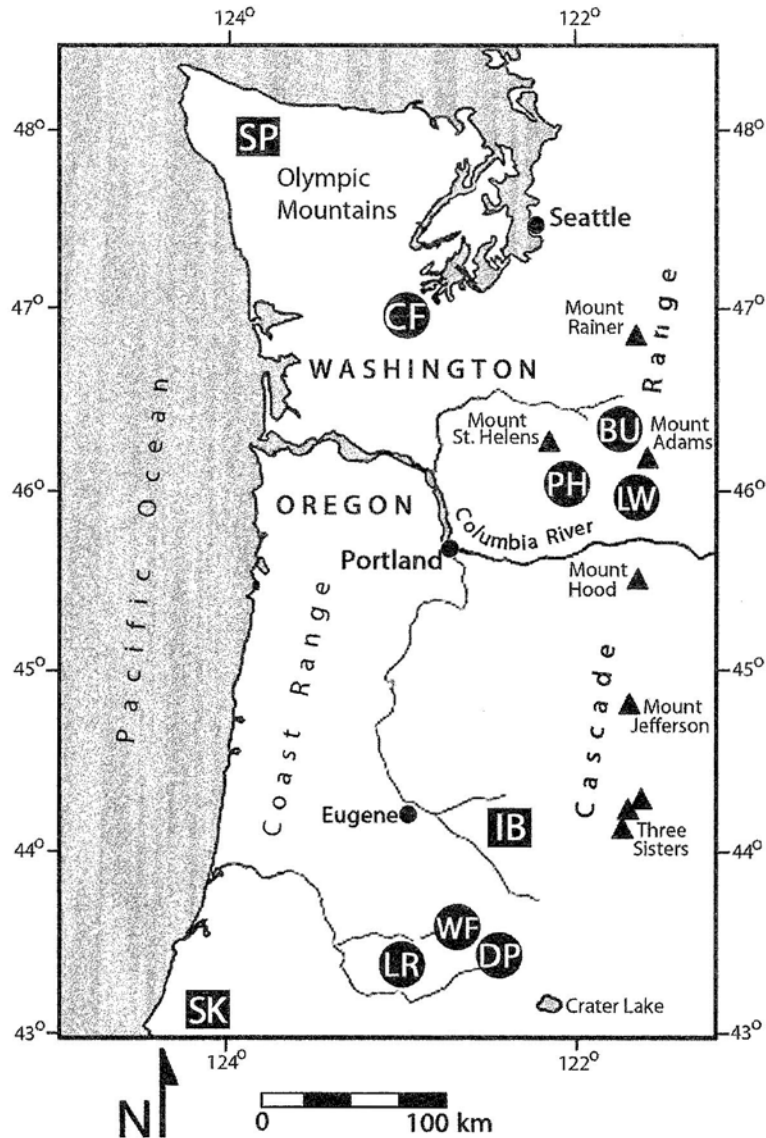 124°
122°
48°
SP
48°
Olympic
Mountains
Seattle
47°
CF
Mount
Rainer
47°
Range
WASHINGTON
Mount
St. Helens
BU
Mount
Adams
46°
PH
LW
46°
OREGON
Columbia River
Portland
Mount
Hood
Pacific Ocean
Coast Range
45°
45°
Cascade
Mount
Jefferson
Eugene
IB
Three
Sisters
44°
44°
WF
LR
DP
SK
Crater Lake
43°
43°
124°
122°
N
0
100 km